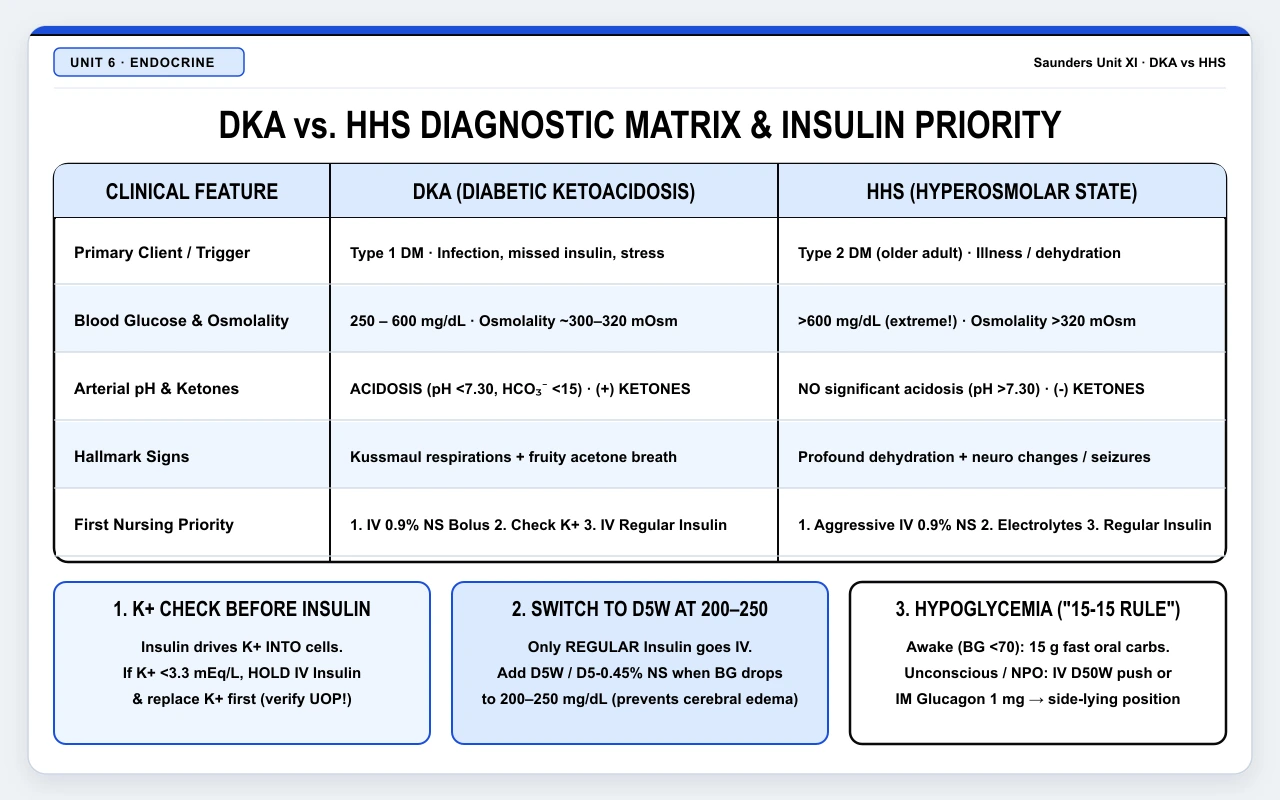 UNIT 6 · ENDOCRINE
Saunders Unit XI · DKA vs HHS
DKA vs. HHS DIAGNOSTIC MATRIX & INSULIN PRIORITY
CLINICAL FEATURE
DKA (DIABETIC KETOACIDOSIS)
HHS (HYPEROSMOLAR STATE)
Primary Client / Trigger
Type 1 DM · Infection, missed insulin, stress
Type 2 DM (older adult) · Illness / dehydration
Blood Glucose & Osmolality
250 – 600 mg/dL · Osmolality ~300–320 mOsm
>600 mg/dL (extreme!) · Osmolality >320 mOsm
Arterial pH & Ketones
ACIDOSIS (pH <7.30, HCO₃⁻ <15) · (+) KETONES
NO significant acidosis (pH >7.30) · (-) KETONES
Hallmark Signs
Kussmaul respirations + fruity acetone breath
Profound dehydration + neuro changes / seizures
First Nursing Priority
1. IV 0.9% NS Bolus 2. Check K+ 3. IV Regular Insulin
1. Aggressive IV 0.9% NS 2. Electrolytes 3. Regular Insulin
1. K+ CHECK BEFORE INSULIN
Insulin drives K+ INTO cells.
If K+ <3.3 mEq/L, HOLD IV Insulin
& replace K+ first (verify UOP!)
2. SWITCH TO D5W AT 200–250
Only REGULAR Insulin goes IV.
Add D5W / D5-0.45% NS when BG drops
to 200–250 mg/dL (prevents cerebral edema)
3. HYPOGLYCEMIA ("15-15 RULE")
Awake (BG <70): 15 g fast oral carbs.
Unconscious / NPO: IV D50W push or
IM Glucagon 1 mg → side-lying position